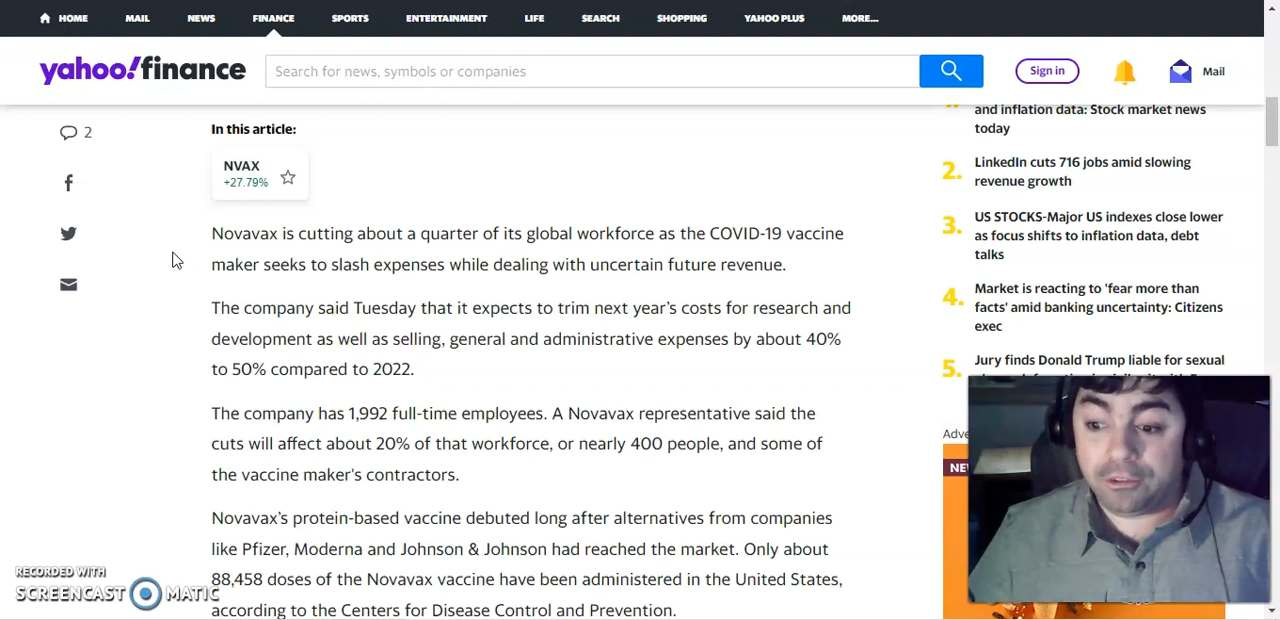 HOME MAIL NEWS FINANCE SPORTS ENTERTAINMENT LIFE SEARCH SHOPPING YAHOO PLUS MORE...
yahoo!finance Search for news, symbols or companies Sign in Mail
2
In this article:
NVAX
+27.79%
Novavax is cutting about a quarter of its global workforce as the COVID-19 vaccine
maker seeks to slash expenses while dealing with uncertain future revenue.
The company said Tuesday that it expects to trim next year's costs for research and
development as well as selling, general and administrative expenses by about 40%
to 50% compared to 2022.
The company has 1,992 full-time employees. A Novavax representative said the
cuts will affect about 20% of that workforce, or nearly 400 people, and some of
the vaccine maker's contractors.
Novavax's protein-based vaccine debuted long after alternatives from companies
like Pfizer, Moderna and Johnson & Johnson had reached the market. Only about
88,458 doses of the Novavax vaccine have been administered in the United States,
according to the Centers for Disease Control and Prevention.
and inflation data: Stock market news
today
2. LinkedIn cuts 716 jobs amid slowing
revenue growth
3. US STOCKS-Major US indexes close lower
as focus shifts to inflation data, debt
talks
4. Market is reacting to 'fear more than
facts' amid banking uncertainty: Citizens
exec
5. Jury finds Donald Trump liable for sexual
RECORDED WITH
SCREENCAST MATIC